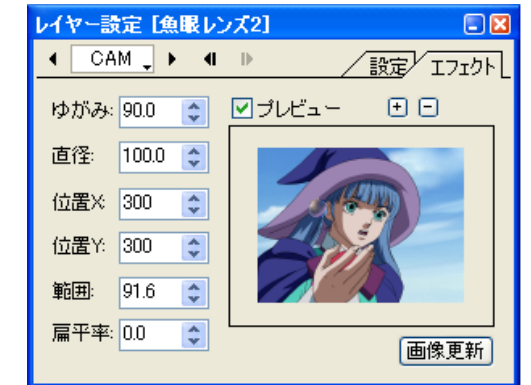 レイヤー設定 [魚眼レンズ2]
CAM 設定 エフェクト
ゆがみ: 90.0 プレビュー
直径: 100.0
位置X: 300
位置Y: 300
範囲: 91.6
扁平率: 0.0
画像更新